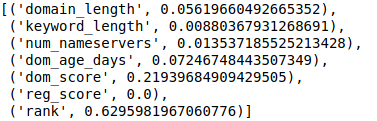 [('domain_length', 0.05619660492665352),
('keyword_length', 0.00880367931268691),
('num_nameservers', 0.013537185525213428),
('dom_age_days', 0.07246748443507349),
('dom_score', 0.21939684909429505),
('reg_score', 0.0),
('rank', 0.6295981967060776)]